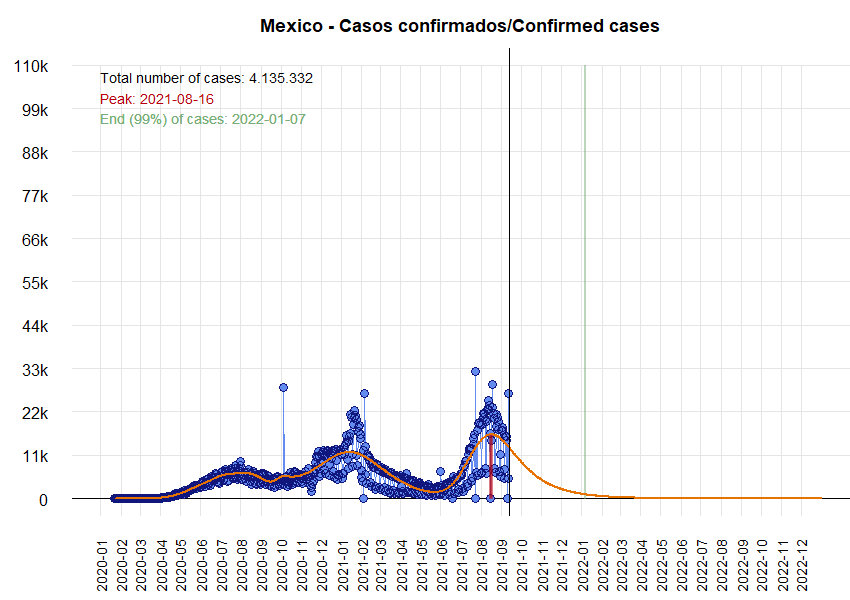 Mexico - Casos confirmados/Confirmed cases
Total number of cases: 4.135.332
Peak: 2021-08-16
End (99%) of cases: 2022-01-07
110k
99k
88k
77k
66k
55k
44k
33k
22k
11k
0
2020-01
2020-02
2020-03
2020-04
2020-05
2020-06
2020-07
2020-08
2020-09
2020-10
2020-11
2020-12
2021-01
2021-02
2021-03
2021-04
2021-05
2021-06
2021-07
2021-08
2021-09
2021-10
2021-11
2021-12
2022-01
2022-02
2022-03
2022-04
2022-05
2022-06
2022-07
2022-08
2022-09
2022-10
2022-11
2022-12